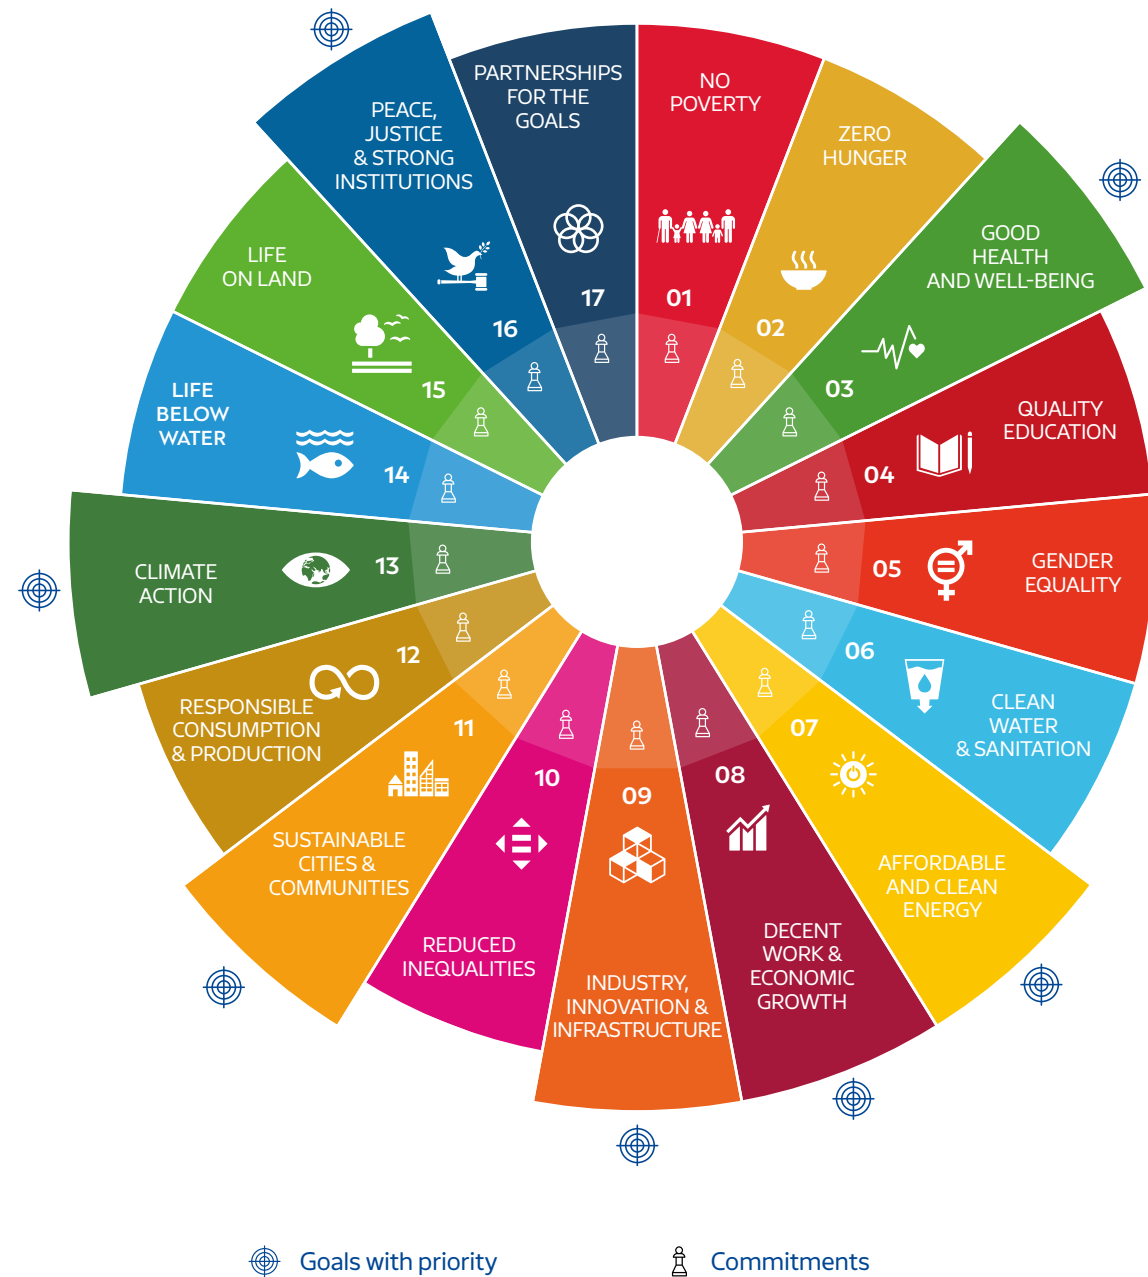 NO
POVERTY
01
ZERO
HUNGER
02
GOOD
HEALTH
AND WELL-BEING
03
QUALITY
EDUCATION
04
GENDER
EQUALITY
05
CLEAN
WATER
& SANITATION
06
AFFORDABLE
AND CLEAN
ENERGY
07
DECENT
WORK &
ECONOMIC
GROWTH
08
INDUSTRY,
INNOVATION &
INFRASTRUCTURE
09
REDUCED
INEQUALITIES
10
SUSTAINABLE
CITIES &
COMMUNITIES
11
RESPONSIBLE
CONSUMPTION
& PRODUCTION
12
CLIMATE
ACTION
13
LIFE
BELOW
WATER
14
LIFE
ON LAND
15
PEACE,
JUSTICE
& STRONG
INSTITUTIONS
16
PARTNERSHIPS
FOR THE
GOALS
17
Goals with priority
Commitments